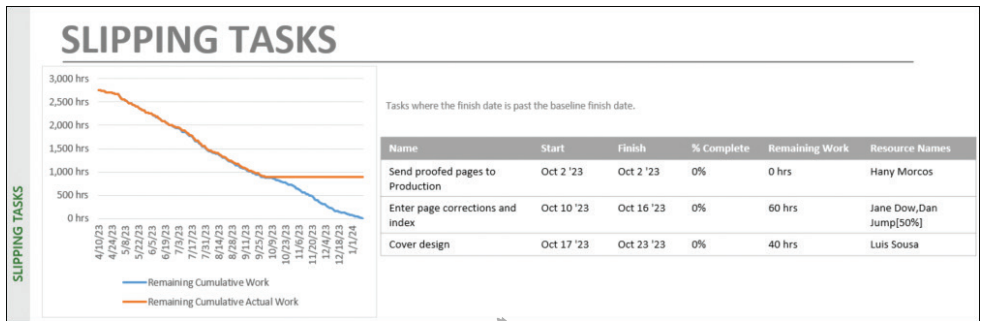 SLIPPING TASKS
SLIPPING TASKS
3,000 hrs
2,500 hrs
2,000 hrs
1,500 hrs
1,000 hrs
500 hrs
0 hrs
4/10/23
4/24/23
5/8/23
5/22/23
6/5/23
6/19/23
7/3/23
7/17/23
7/31/23
8/14/23
8/28/23
9/11/23
9/25/23
10/9/23
10/23/23
11/6/23
11/20/23
12/4/23
12/18/23
1/1/24
Remaining Cumulative Work
Remaining Cumulative Actual Work
Tasks where the finish date is past the baseline finish date.
Name Start Finish % Complete Remaining Work Resource Names
Send proofed pages to Oct 2 '23 Oct 2 '23 0% 0 hrs Hany Morcos
Production
Enter page corrections and Oct 10 '23 Oct 16 '23 0% 60 hrs Jane Dow,Dan
index Jump[50%]
Cover design Oct 17 '23 Oct 23 '23 0% 40 hrs Luis Sousa